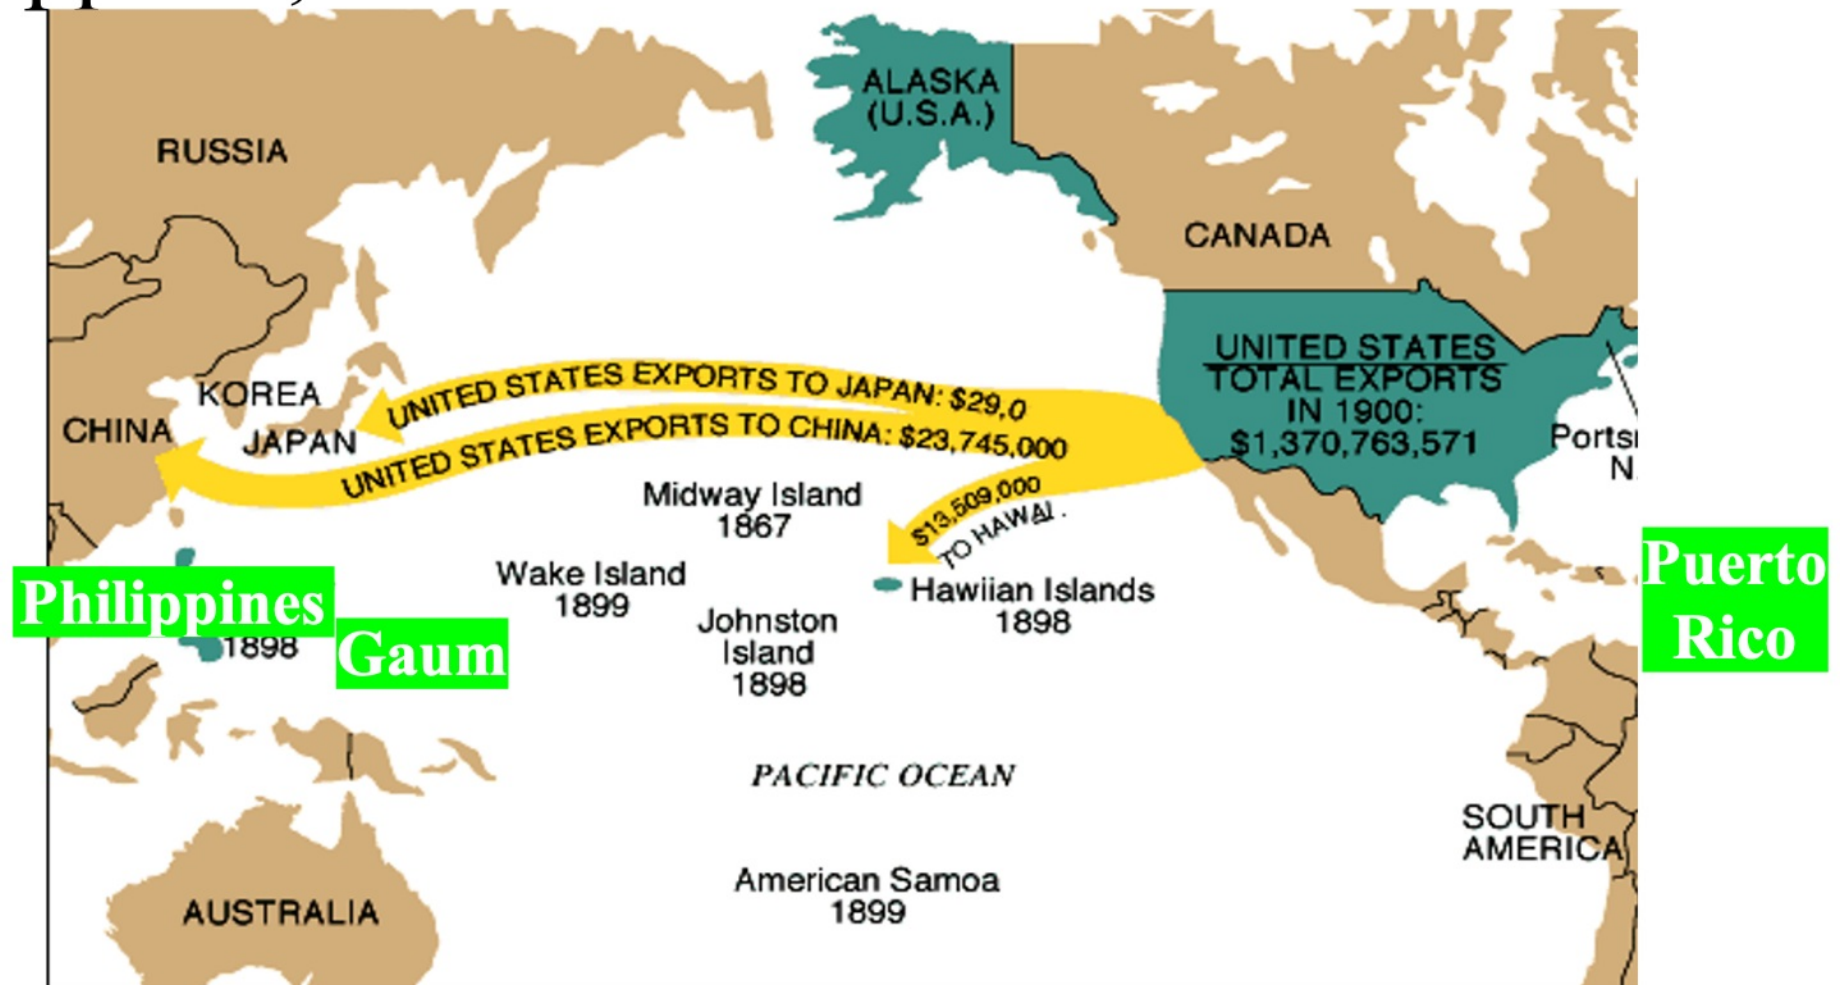 ALASKA
(U.S.A.)
RUSSIA
CANADA
UNITED STATES
TOTAL EXPORTS
IN 1900:
$1,370,763,571
UNITED STATES EXPORTS TO JAPAN: $29,0
KOREA
CHINA
JAPAN
UNITED STATES EXPORTS TO CHINA: $23,745,000
Ports
N
Midway Island
1867
$13,509,000
TO HAWAI.
Wake Island
1899
Hawiian Islands
1898
Philippines
1898
Gaum
Johnston
Island
1898
Puerto
Rico
PACIFIC OCEAN
SOUTH
AMERICA
American Samoa
1899
AUSTRALIA